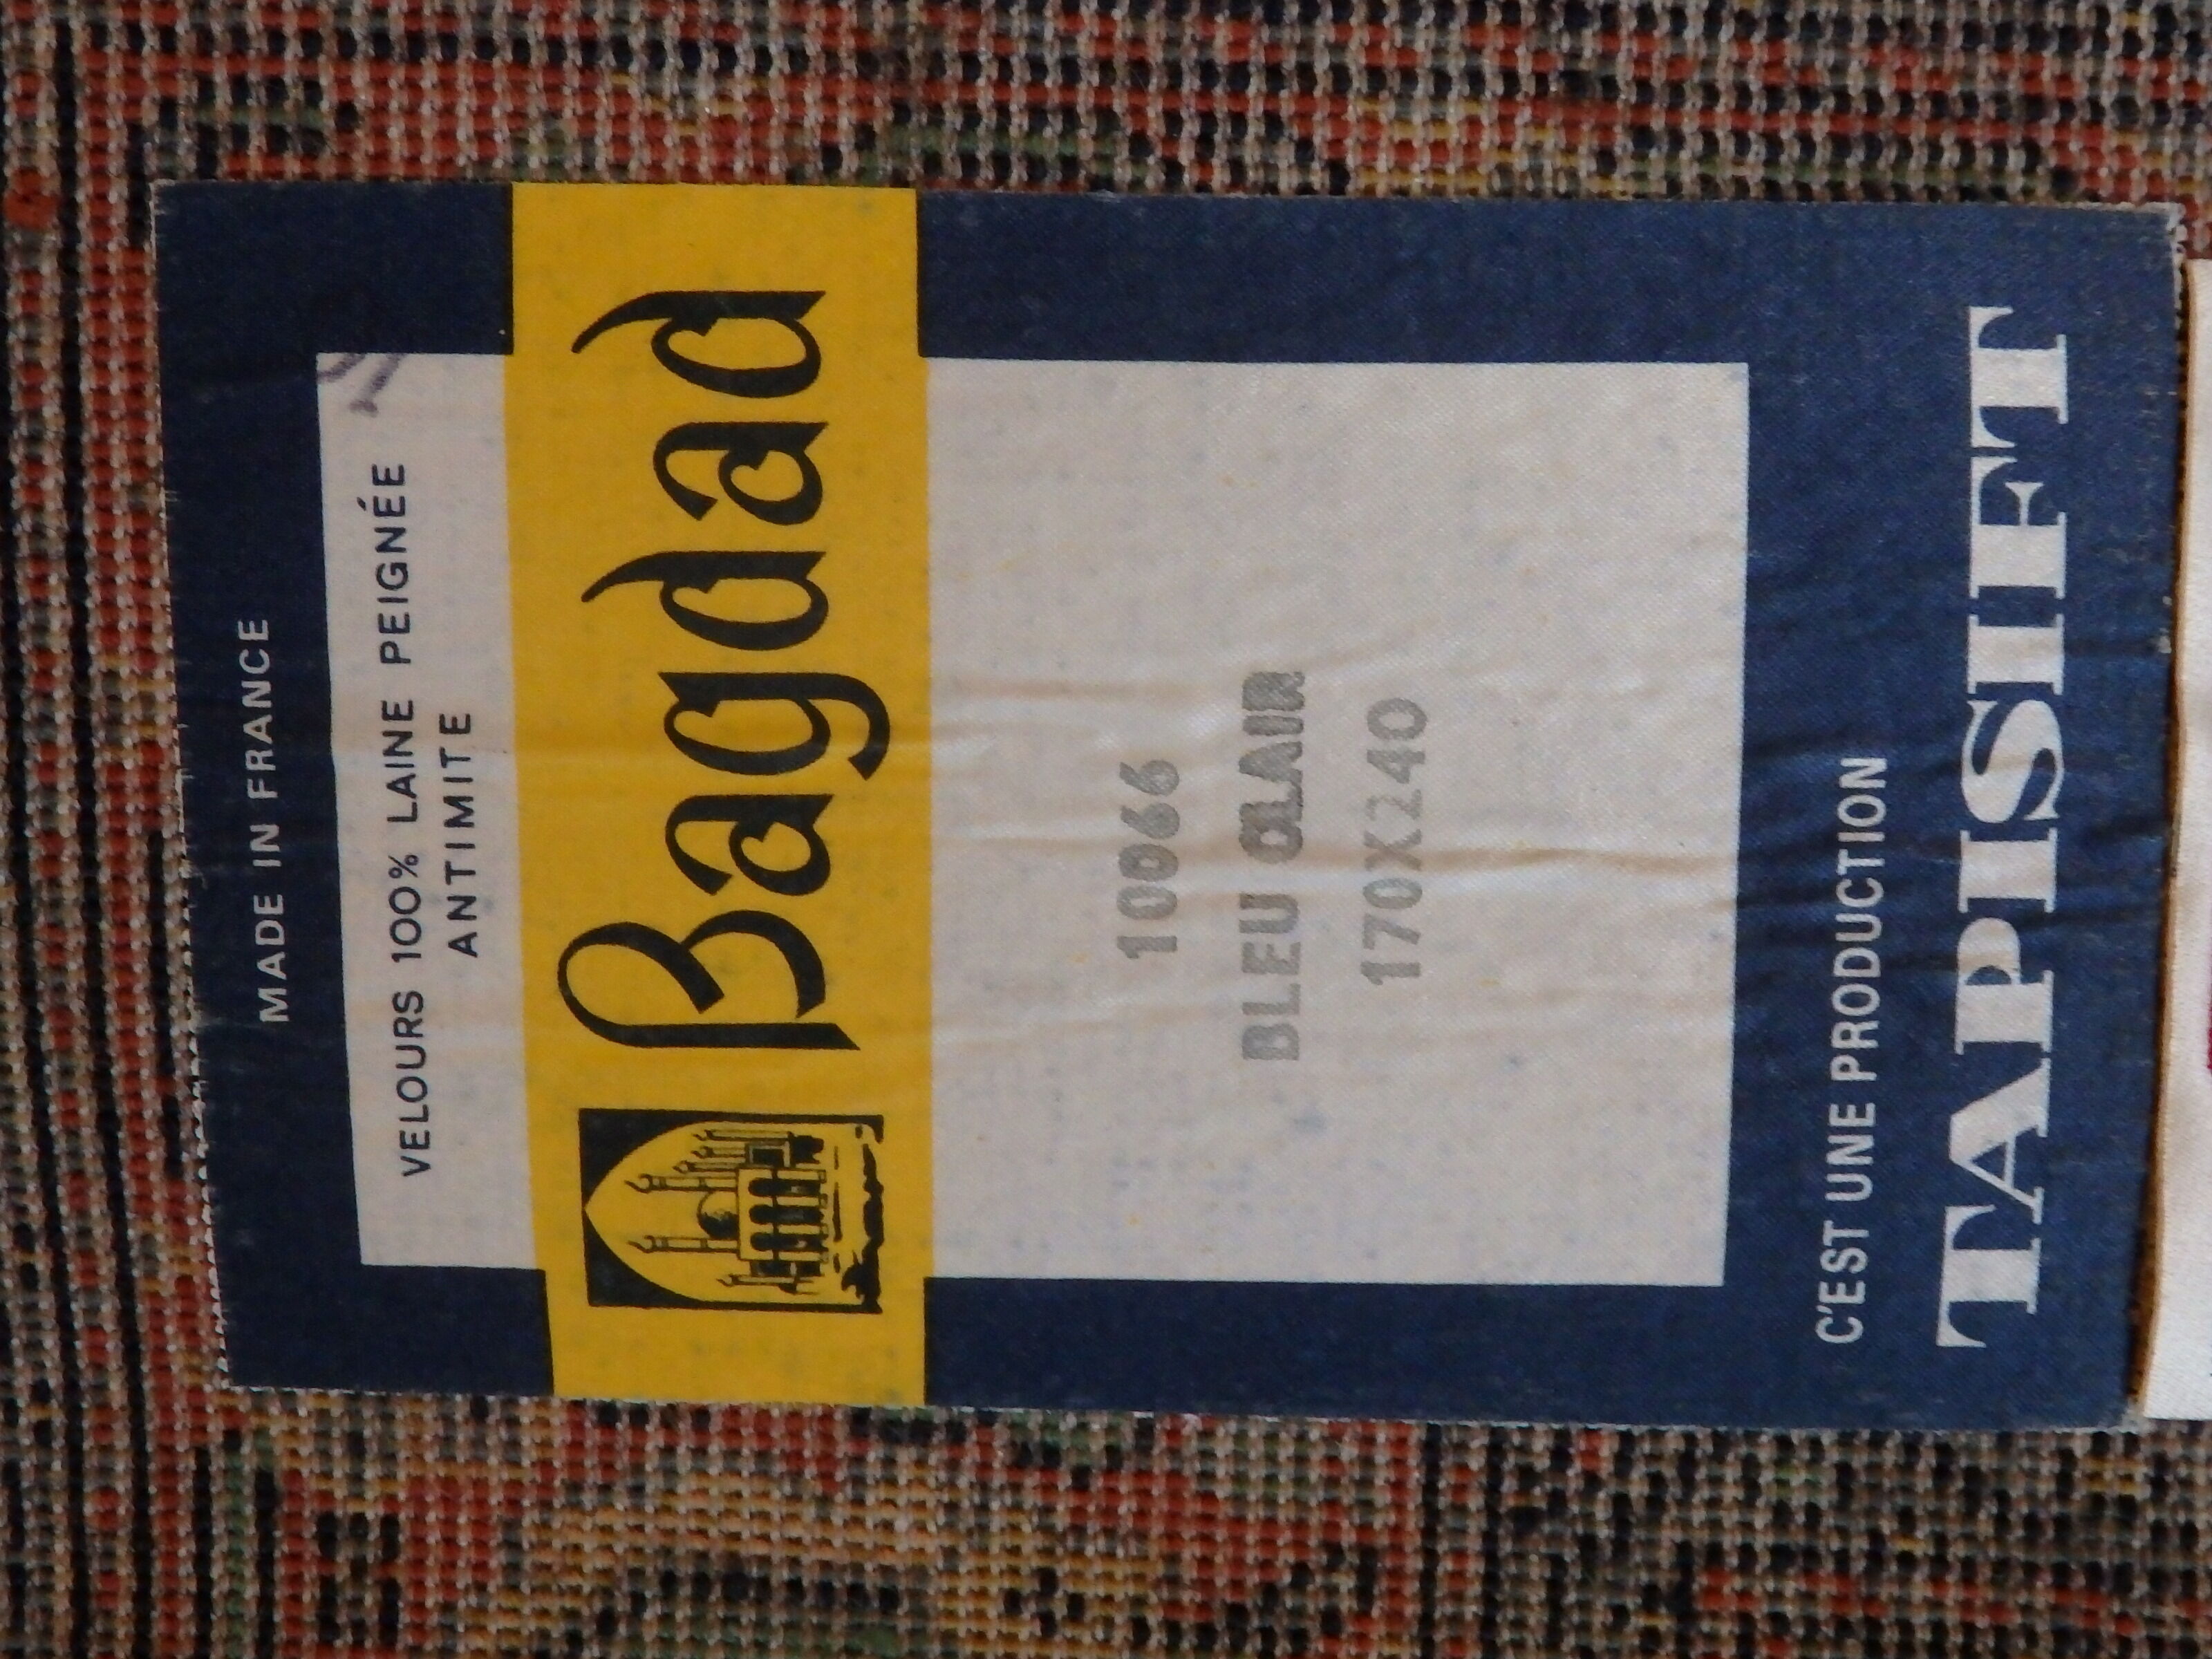 MADE IN FRANCE
VELOURS 100% LAINE PEIGNÉE
ANTIMITE
Bagdad
10066
BLEU CLAIR
170X240
C'EST UNE PRODUCTION
TAPISIFT